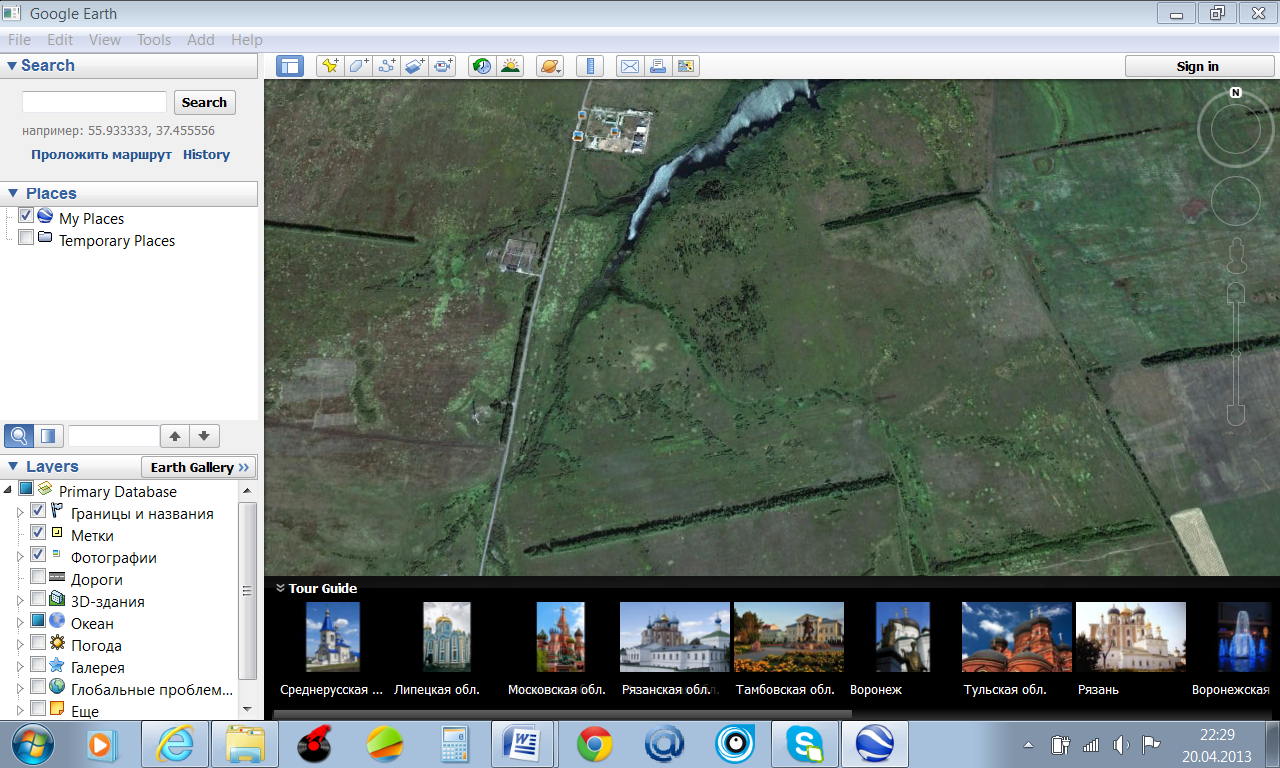 Google Earth
File Edit View Tools Add Help
Search
Sign in
N
Search
например: 55.933333, 37.455556
Проложить маршрут History
Places
My Places
Temporary Places
Layers
Earth Gallery »
Primary Database
Границы и названия
Метки
Фотографии
Дороги
3D-здания
Океан
Погода
Галерея
Глобальные проблем...
Еще
Tour Guide
Среднерусская ... Липецкая обл. Московская обл. Рязанская обл. Тамбовская обл. Воронеж Тульская обл. Рязань Воронежская
22:29
20.04.2013